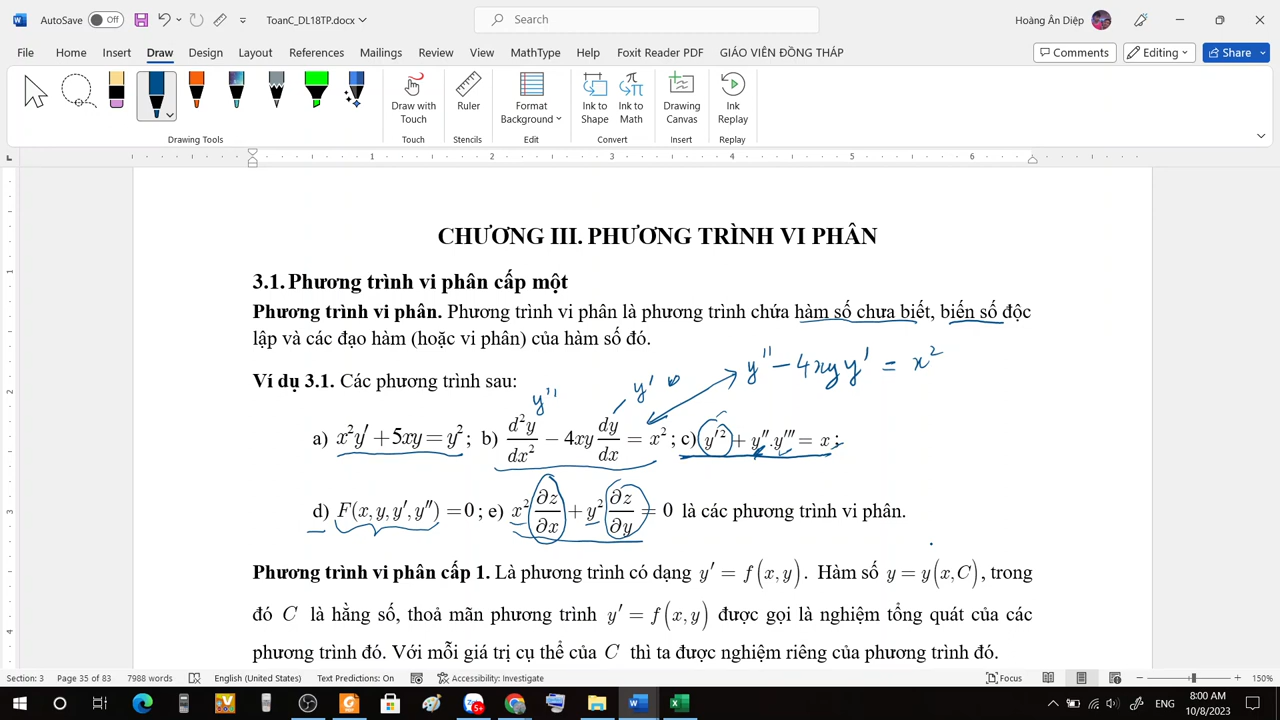 AutoSave Off ToanC_DL18TP.docx Search Hoàng Ân Diệp
File Home Insert Draw Design Layout References Mailings Review View MathType Help Foxit Reader PDF GIÁO VIÊN ĐỒNG THÁP Comments Editing Share
Draw with Touch Ruler Format Background Ink to Shape Ink to Math Drawing Canvas Ink Replay
Drawing Tools Touch Stencils Edit Convert Insert Replay
1 2 3 4 5 6
CHƯƠNG III. PHƯƠNG TRÌNH VI PHÂN
3.1. Phương trình vi phân cấp một
Phương trình vi phân. Phương trình vi phân là phương trình chứa hàm số chưa biết, biến số độc
lập và các đạo hàm (hoặc vi phân) của hàm số đó.
y'' − 4xy y' = x²
Ví dụ 3.1. Các phương trình sau:
y'' y'
a) x²y' + 5xy = y²; b) d²y/dx² − 4xy dy/dx = x²; c) y'² + y''.y''' = x;
d) F(x, y, y', y'') = 0; e) x² ∂z/∂x + y² ∂z/∂y = 0 là các phương trình vi phân.
Phương trình vi phân cấp 1. Là phương trình có dạng y' = f(x, y). Hàm số y = y(x, C), trong
đó C là hằng số, thoả mãn phương trình y' = f(x, y) được gọi là nghiệm tổng quát của các
phương trình đó. Với mỗi giá trị cụ thể của C thì ta được nghiệm riêng của phương trình đó.
Section: 3 Page 35 of 83 7988 words English (United States) Text Predictions: On Accessibility: Investigate Focus 150%
5+ ENG 8:00 AM
10/8/2023